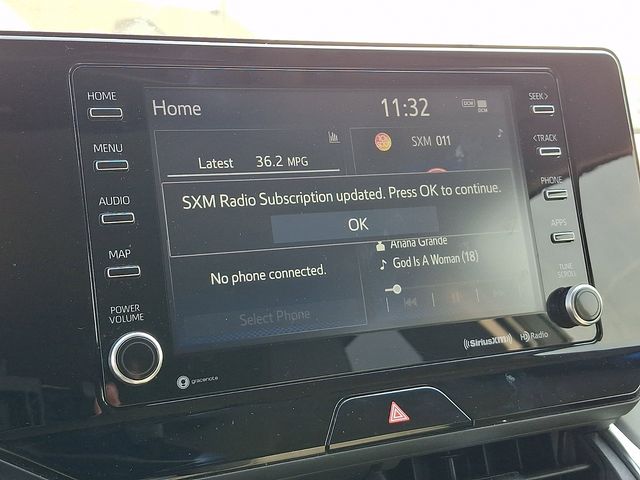 HOME
MENU
AUDIO
MAP
POWER
VOLUME
Home
11:32
DCM
DCM
Latest 36.2 MPG
SXM 011
SXM Radio Subscription updated. Press OK to continue.
OK
Ariana Grande
God Is A Woman (18)
No phone connected.
Select Phone
SEEK>
<TRACK
PHONE
APPS
TUNE
SCROLL
gracenote
((SiriusXM))
HD Radio